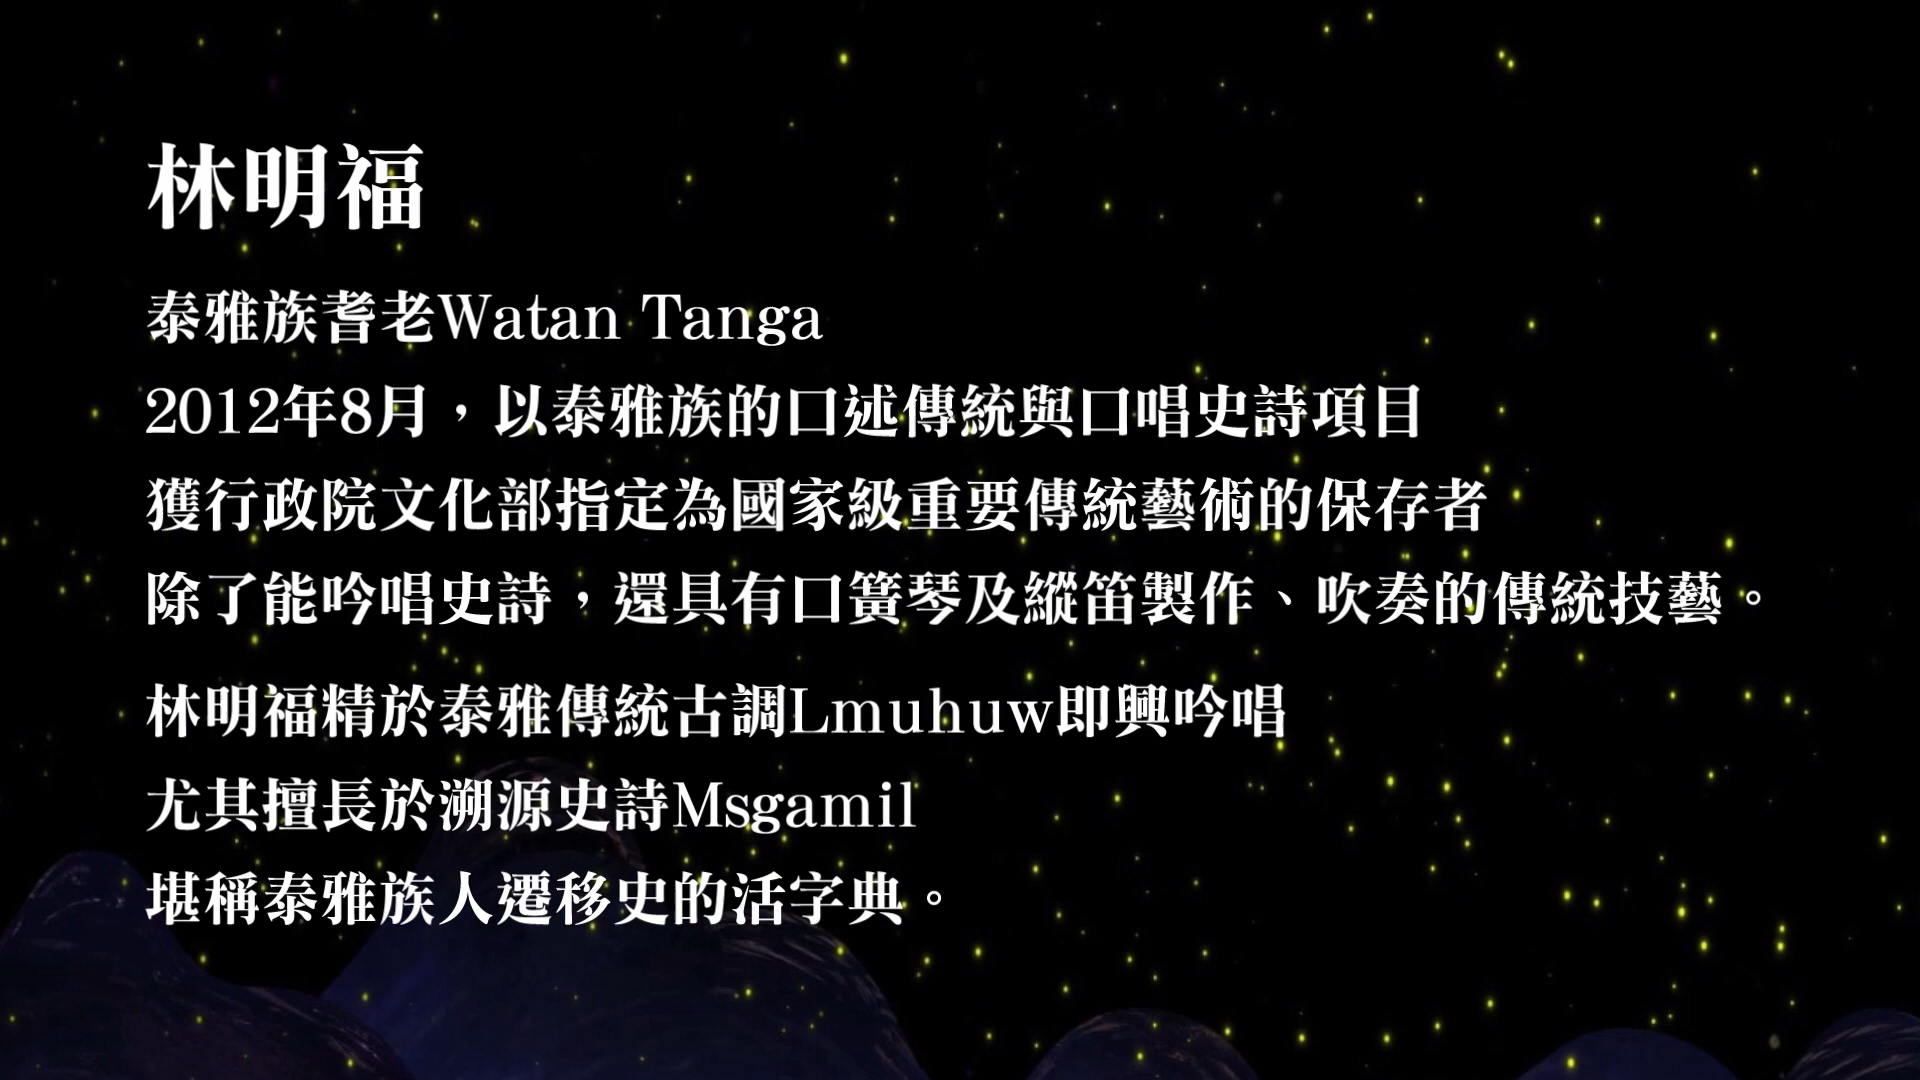 林明福
泰雅族耆老Watan Tanga
2012年8月，以泰雅族的口述傳統與口唱史詩項目
獲行政院文化部指定為國家級重要傳統藝術的保存者
除了能吟唱史詩，還具有口簧琴及縱笛製作、吹奏的傳統技藝。
林明福精於泰雅傳統古調Lmuhuw即興吟唱
尤其擅長於溯源史詩Msgamil
堪稱泰雅族人遷移史的活字典。